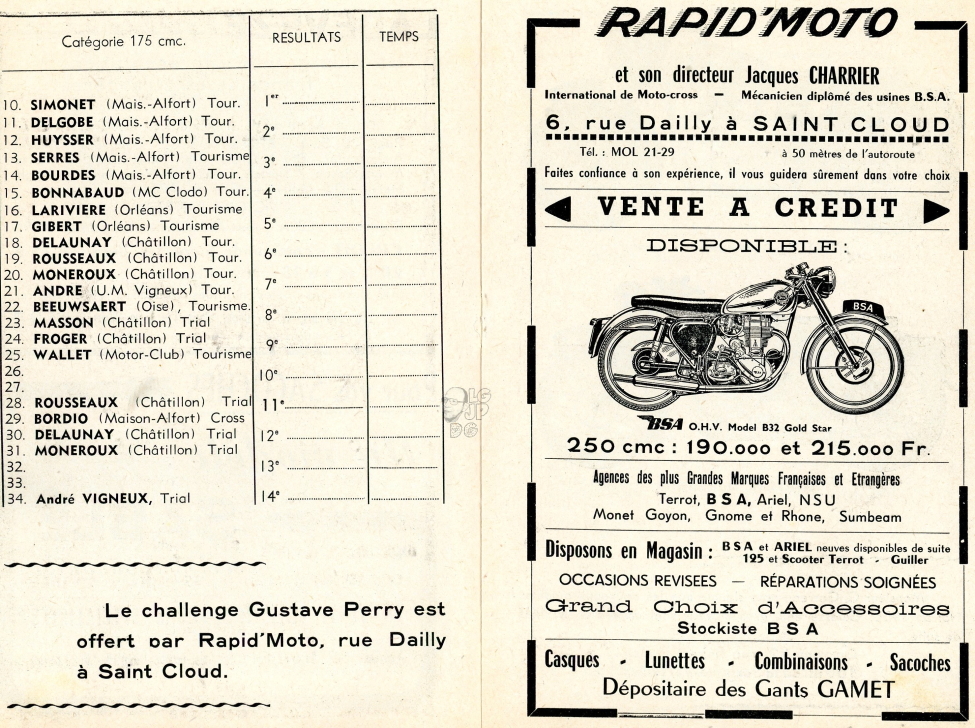 Catégorie 175 cmc.
RESULTATS
TEMPS
10. SIMONET (Mais.-Alfort) Tour.
11. DELGOBE (Mais.-Alfort) Tour.
12. HUYSSER (Mais.-Alfort) Tour.
13. SERRES (Mais.-Alfort) Tourisme
14. BOURDES (Mais.-Alfort) Tour.
15. BONNABAUD (MC Clodo) Tour.
16. LARIVIERE (Orléans) Tourisme
17. GIBERT (Orléans) Tourisme
18. DELAUNAY (Châtillon) Tour.
19. ROUSSEAUX (Châtillon) Tour.
20. MONEROUX (Châtillon) Tour.
21. ANDRE (U.M. Vigneux) Tour.
22. BEEUWSAERT (Oise), Tourisme.
23. MASSON (Châtillon) Trial
24. FROGER (Châtillon) Trial
25. WALLET (Motor-Club) Tourisme
26.
27.
28. ROUSSEAUX (Châtillon) Trial
29. BORDIO (Maison-Alfort) Cross
30. DELAUNAY (Châtillon) Trial
31. MONEROUX (Châtillon) Trial
32.
33.
34. André VIGNEUX, Trial
1er
2e
3e
4e
5e
6e
7e
8e
9e
10e
11e
12e
13e
14e
Le challenge Gustave Perry est
offert par Rapid'Moto, rue Dailly
à Saint Cloud.
LG
JP
DG
RAPID'MOTO
et son directeur Jacques CHARRIER
International de Moto-cross — Mécanicien diplômé des usines B.S.A.
6, rue Dailly à SAINT CLOUD
Tél. : MOL 21-29 à 50 mètres de l'autoroute
Faites confiance à son expérience, il vous guidera sûrement dans votre choix
VENTE A CREDIT
DISPONIBLE :
BSA
BSA O.H.V. Model B32 Gold Star
250 cmc : 190.000 et 215.000 Fr.
Agences des plus Grandes Marques Françaises et Etrangères
Terrot, BSA, Ariel, NSU
Monet Goyon, Gnome et Rhone, Sumbeam
Disposons en Magasin : BSA et ARIEL neuves disponibles de suite
125 et Scooter Terrot - Guiller
OCCASIONS REVISEES — RÉPARATIONS SOIGNÉES
Grand Choix d'Accessoires
Stockiste BSA
Casques - Lunettes - Combinaisons - Sacoches
Dépositaire des Gants GAMET